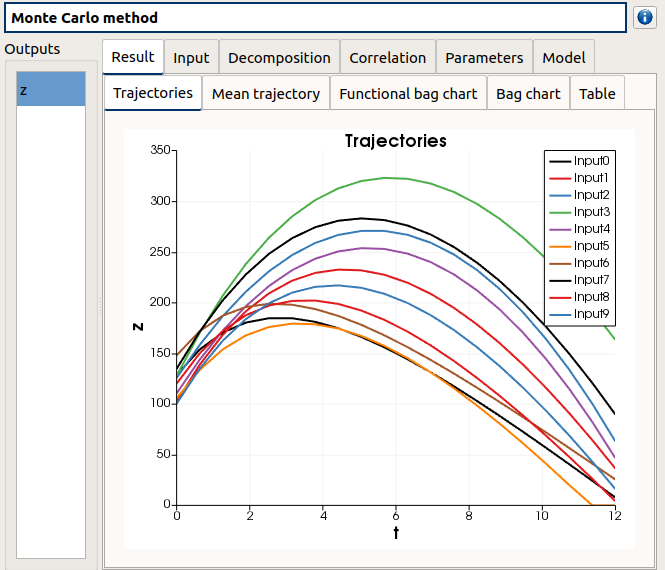 Monte Carlo method
Outputs
z
Result Input Decomposition Correlation Parameters Model
Trajectories Mean trajectory Functional bag chart Bag chart Table
Trajectories
350
300
250
200
150
100
50
0
z
0 2 4 6 8 10 12
t
Input0
Input1
Input2
Input3
Input4
Input5
Input6
Input7
Input8
Input9